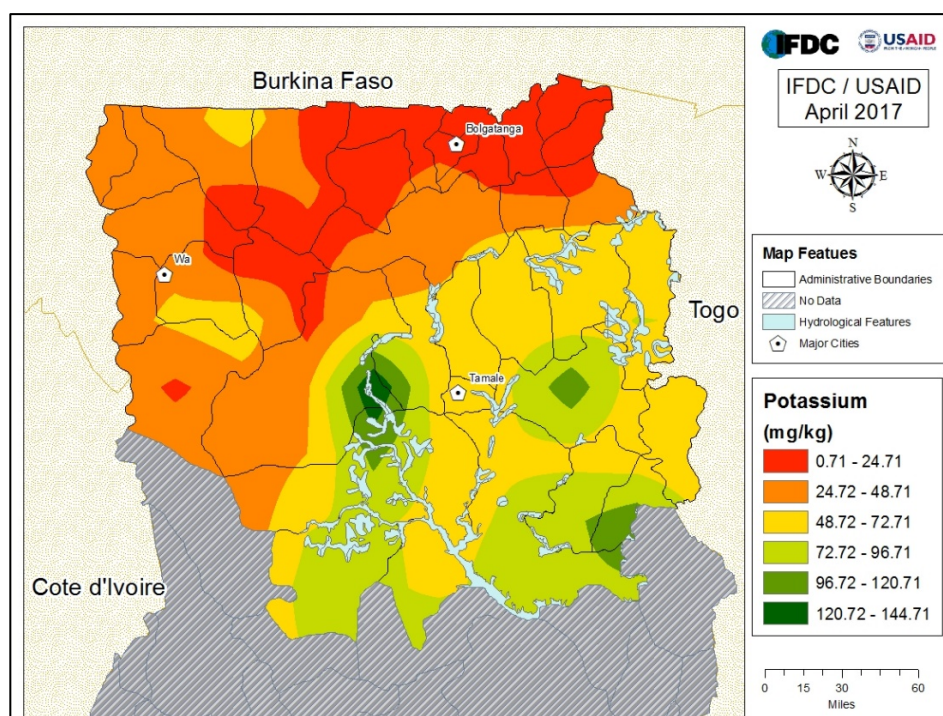 Burkina Faso
Bolgatanga
Wa
Togo
Tamale
Cote d'Ivoire
IFDC
USAID
IFDC / USAID
April 2017
N
W
E
S
Map Featues
Administrative Boundaries
No Data
Hydrological Features
Major Cities
Potassium
(mg/kg)
0.71 - 24.71
24.72 - 48.71
48.72 - 72.71
72.72 - 96.71
96.72 - 120.71
120.72 - 144.71
0 15 30 60
Miles